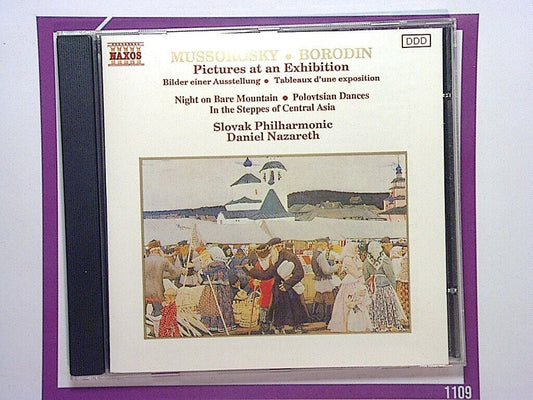 NAXOS
DDD
MUSSORGSKY • BORODIN
Pictures at an Exhibition
Bilder einer Ausstellung • Tableaux d'une exposition
Night on Bare Mountain • Polovtsian Dances
In the Steppes of Central Asia
Slovak Philharmonic
Daniel Nazareth
1109